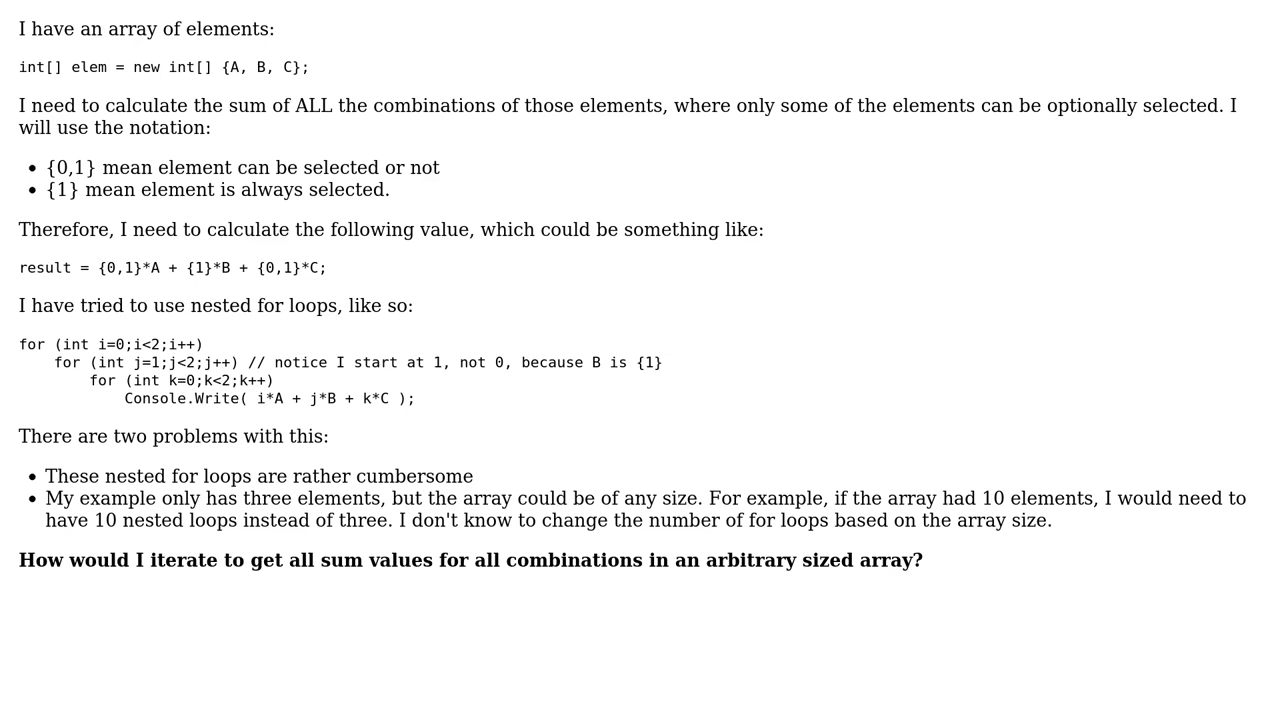 I have an array of elements:
int[] elem = new int[] {A, B, C};
I need to calculate the sum of ALL the combinations of those elements, where only some of the elements can be optionally selected. I
will use the notation:
• {0,1} mean element can be selected or not
• {1} mean element is always selected.
Therefore, I need to calculate the following value, which could be something like:
result = {0,1}*A + {1}*B + {0,1}*C;
I have tried to use nested for loops, like so:
for (int i=0;i<2;i++)
    for (int j=1;j<2;j++) // notice I start at 1, not 0, because B is {1}
        for (int k=0;k<2;k++)
            Console.Write( i*A + j*B + k*C );
There are two problems with this:
• These nested for loops are rather cumbersome
• My example only has three elements, but the array could be of any size. For example, if the array had 10 elements, I would need to
have 10 nested loops instead of three. I don't know to change the number of for loops based on the array size.
How would I iterate to get all sum values for all combinations in an arbitrary sized array?